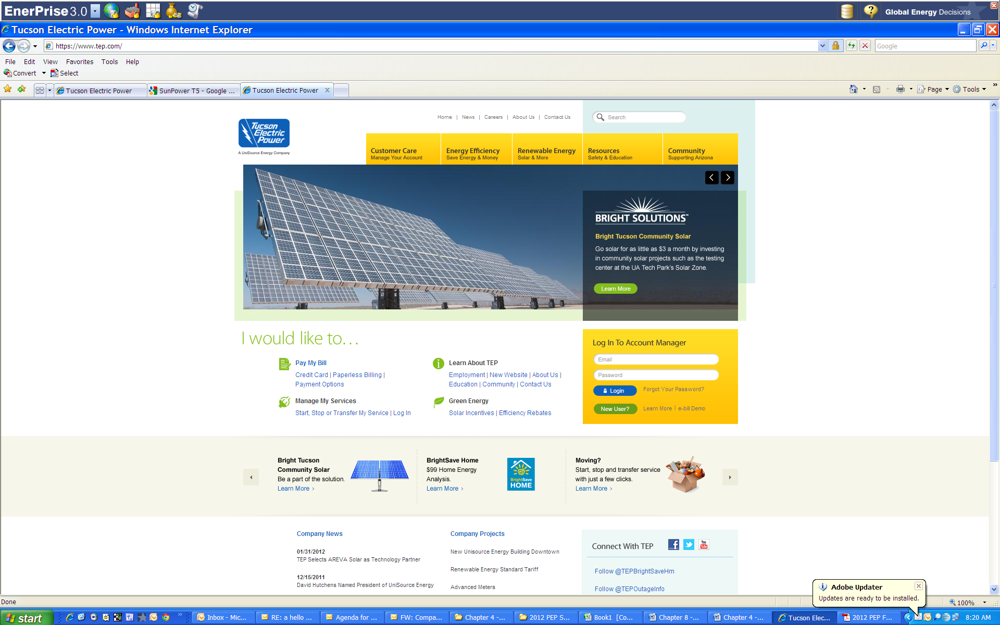 EnerPrise 3.0
Global Energy Decisions
Tucson Electric Power - Windows Internet Explorer
https://www.tep.com/
Google
File Edit View Favorites Tools Help
Convert Select
Tucson Electric Power
SunPower T5 - Google ...
Tucson Electric Power
Page Tools
Home | News | Careers | About Us | Contact Us
Search
Tucson
Electric
Power
A UniSource Energy Company
Customer Care
Manage Your Account
Energy Efficiency
Save Energy & Money
Renewable Energy
Solar & More
Resources
Safety & Education
Community
Supporting Arizona
BRIGHT SOLUTIONS™
Bright Tucson Community Solar
Go solar for as little as $3 a month by investing
in community solar projects such as the testing
center at the UA Tech Park's Solar Zone.
Learn More
I would like to...
Pay My Bill
Credit Card | Paperless Billing |
Payment Options
Learn About TEP
Employment | New Website | About Us |
Education | Community | Contact Us
Manage My Services
Start, Stop or Transfer My Service | Log In
Green Energy
Solar Incentives | Efficiency Rebates
Log In To Account Manager
Email
Password
Login
Forgot Your Password?
New User?
Learn More | e-bill Demo
Bright Tucson
Community Solar
Be a part of the solution.
Learn More ›
BrightSave Home
$99 Home Energy
Analysis.
Learn More ›
BrightSave
HOME
Moving?
Start, stop and transfer service
with just a few clicks.
Learn More ›
Company News
01/31/2012
TEP Selects AREVA Solar as Technology Partner
12/15/2011
David Hutchens Named President of UniSource Energy
Company Projects
New Unisource Energy Building Downtown
Renewable Energy Standard Tariff
Advanced Meters
Connect With TEP
You
Tube
Follow @TEPBrightSaveHm
Follow @TEPOutageInfo
Adobe Updater
Updates are ready to be installed.
Done
100%
start
Inbox - Mic...
RE: a hello ...
Agenda for ...
FW: Compa...
Chapter 4 -...
2012 PEP S...
Book1 [Co...
Chapter 8 -...
Chapter 4 -...
Tucson Elec...
2012 PEP F...
8:20 AM